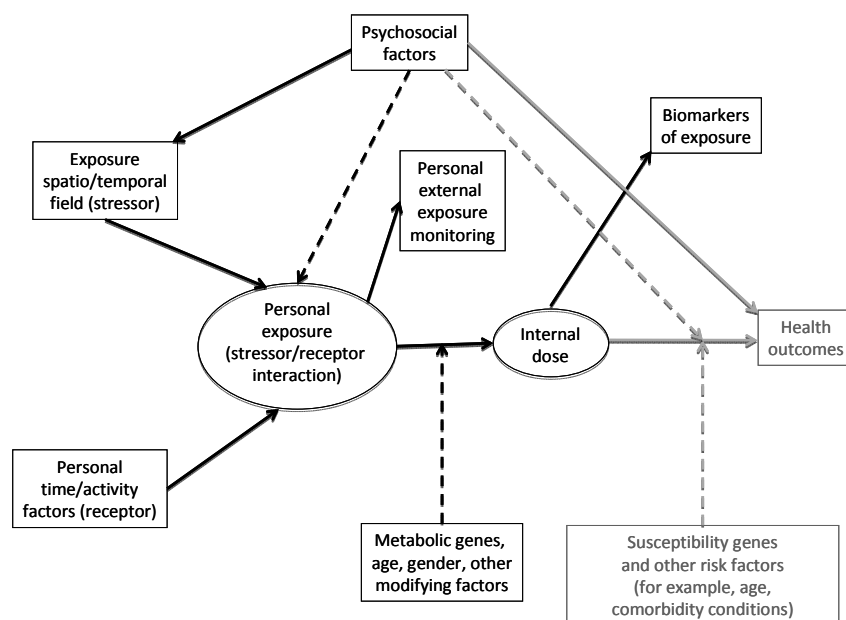 Psychosocial
factors
Biomarkers
of exposure
Exposure
spatio/temporal
field (stressor)
Personal
external
exposure
monitoring
Personal
exposure
(stressor/receptor
interaction)
Internal
dose
Health
outcomes
Personal
time/activity
factors (receptor)
Metabolic genes,
age, gender, other
modifying factors
Susceptibility genes
and other risk factors
(for example, age,
comorbidity conditions)